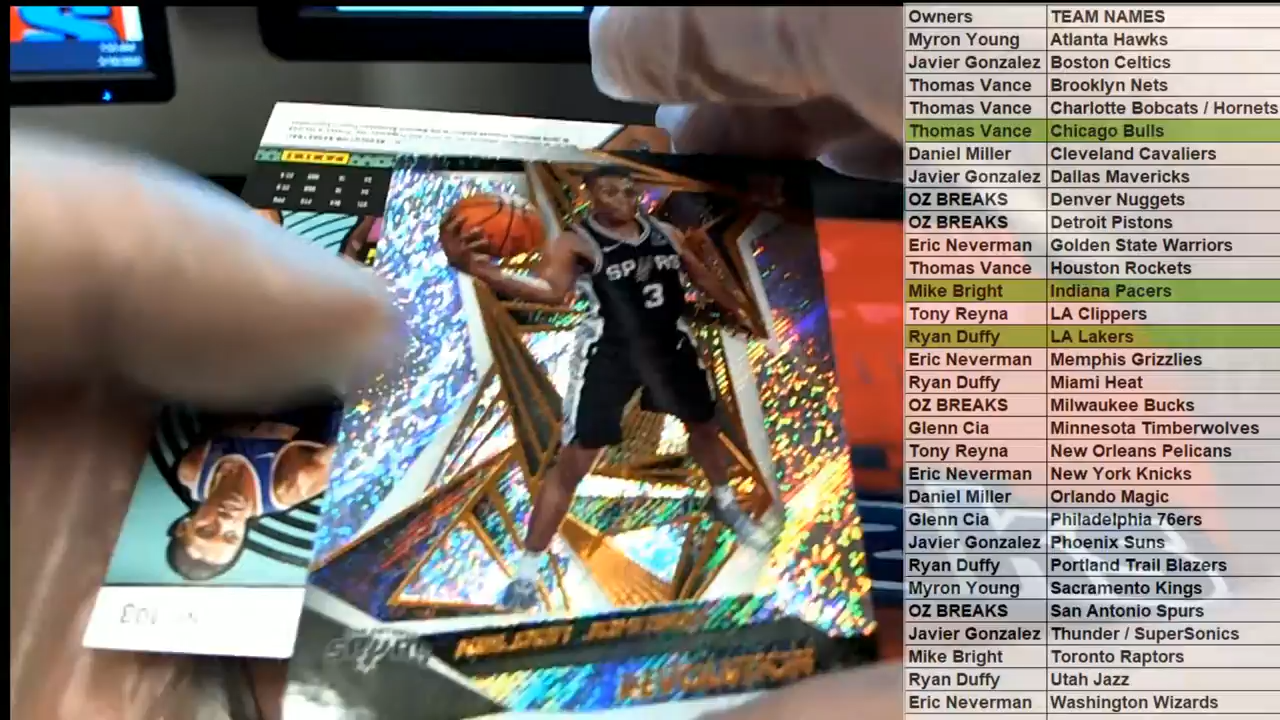 SPURS
3
KELDON JOHNSON
SPURS
REVOLUTION
PANINI
Owners TEAM NAMES
Myron Young Atlanta Hawks
Javier Gonzalez Boston Celtics
Thomas Vance Brooklyn Nets
Thomas Vance Charlotte Bobcats / Hornets
Thomas Vance Chicago Bulls
Daniel Miller Cleveland Cavaliers
Javier Gonzalez Dallas Mavericks
OZ BREAKS Denver Nuggets
OZ BREAKS Detroit Pistons
Eric Neverman Golden State Warriors
Thomas Vance Houston Rockets
Mike Bright Indiana Pacers
Tony Reyna LA Clippers
Ryan Duffy LA Lakers
Eric Neverman Memphis Grizzlies
Ryan Duffy Miami Heat
OZ BREAKS Milwaukee Bucks
Glenn Cia Minnesota Timberwolves
Tony Reyna New Orleans Pelicans
Eric Neverman New York Knicks
Daniel Miller Orlando Magic
Glenn Cia Philadelphia 76ers
Javier Gonzalez Phoenix Suns
Ryan Duffy Portland Trail Blazers
Myron Young Sacramento Kings
OZ BREAKS San Antonio Spurs
Javier Gonzalez Thunder / SuperSonics
Mike Bright Toronto Raptors
Ryan Duffy Utah Jazz
Eric Neverman Washington Wizards